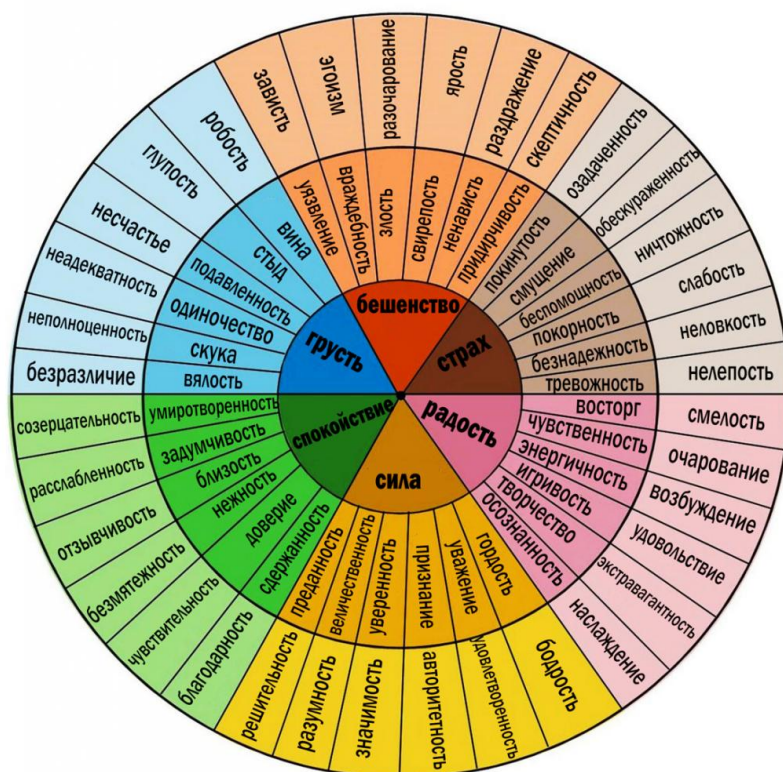 зависть
эгоизм
разочарование
ярость
раздражение
скептичность
уязвление
враждебность
злость
свирепость
ненависть
придирчивость
бешенство
озадаченность
обескураженность
ничтожность
слабость
неловкость
нелепость
покинутость
смущение
беспомощность
покорность
безнадежность
тревожность
страх
восторг
чувственность
энергичность
игривость
творчество
осознанность
радость
смелость
очарование
возбуждение
удовольствие
экстравагантность
наслаждение
сила
гордость
уважение
признание
уверенность
величественность
преданность
бодрость
удовлетворенность
авторитетность
значимость
разумность
решительность
спокойствие
умиротворенность
задумчивость
близость
нежность
доверие
сдержанность
созерцательность
расслабленность
отзывчивость
безмятежность
чувствительность
благодарность
грусть
вина
стыд
подавленность
одиночество
скука
вялость
робость
глупость
несчастье
неадекватность
неполноценность
безразличие